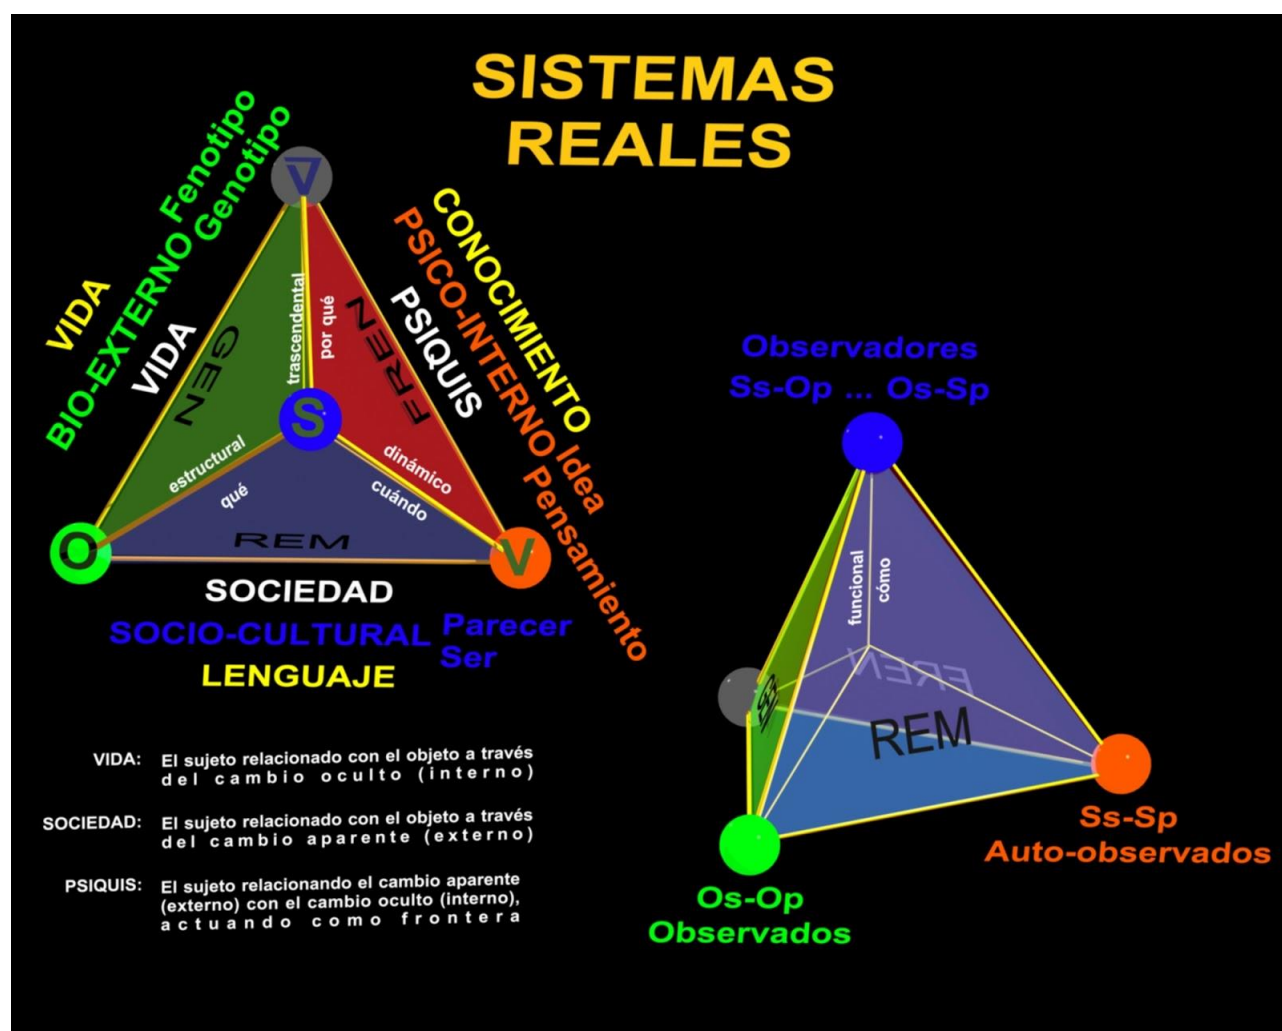 SISTEMAS
REALES
Fenotipo
Genotipo
VIDA
BIO-EXTERNO
VIDA
GEN
CONOCIMIENTO
PSICO-INTERNO
PSIQUIS
Idea
Pensamiento
FREN
trascendental
por qué
S
estructural
qué
dinámico
cuándo
O
REM
V
SOCIEDAD
SOCIO-CULTURAL
Parecer
Ser
LENGUAJE
VIDA: El sujeto relacionado con el objeto a través
del cambio oculto (interno)
SOCIEDAD: El sujeto relacionado con el objeto a través
del cambio aparente (externo)
PSIQUIS: El sujeto relacionando el cambio aparente
(externo) con el cambio oculto (interno),
actuando como frontera
Observadores
Ss-Op ... Os-Sp
funcional
cómo
FREN
REM
Ss-Sp
Auto-observados
Os-Op
Observados